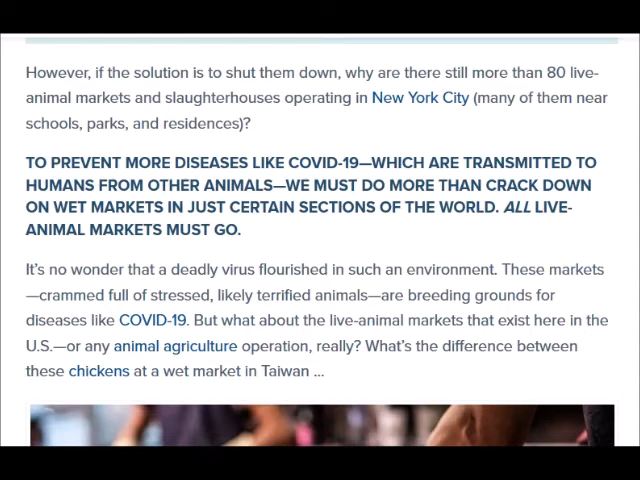 However, if the solution is to shut them down, why are there still more than 80 live-
animal markets and slaughterhouses operating in New York City (many of them near
schools, parks, and residences)?
TO PREVENT MORE DISEASES LIKE COVID-19—WHICH ARE TRANSMITTED TO
HUMANS FROM OTHER ANIMALS—WE MUST DO MORE THAN CRACK DOWN
ON WET MARKETS IN JUST CERTAIN SECTIONS OF THE WORLD. ALL LIVE-
ANIMAL MARKETS MUST GO.
It’s no wonder that a deadly virus flourished in such an environment. These markets
—crammed full of stressed, likely terrified animals—are breeding grounds for
diseases like COVID-19. But what about the live-animal markets that exist here in the
U.S.—or any animal agriculture operation, really? What’s the difference between
these chickens at a wet market in Taiwan ...